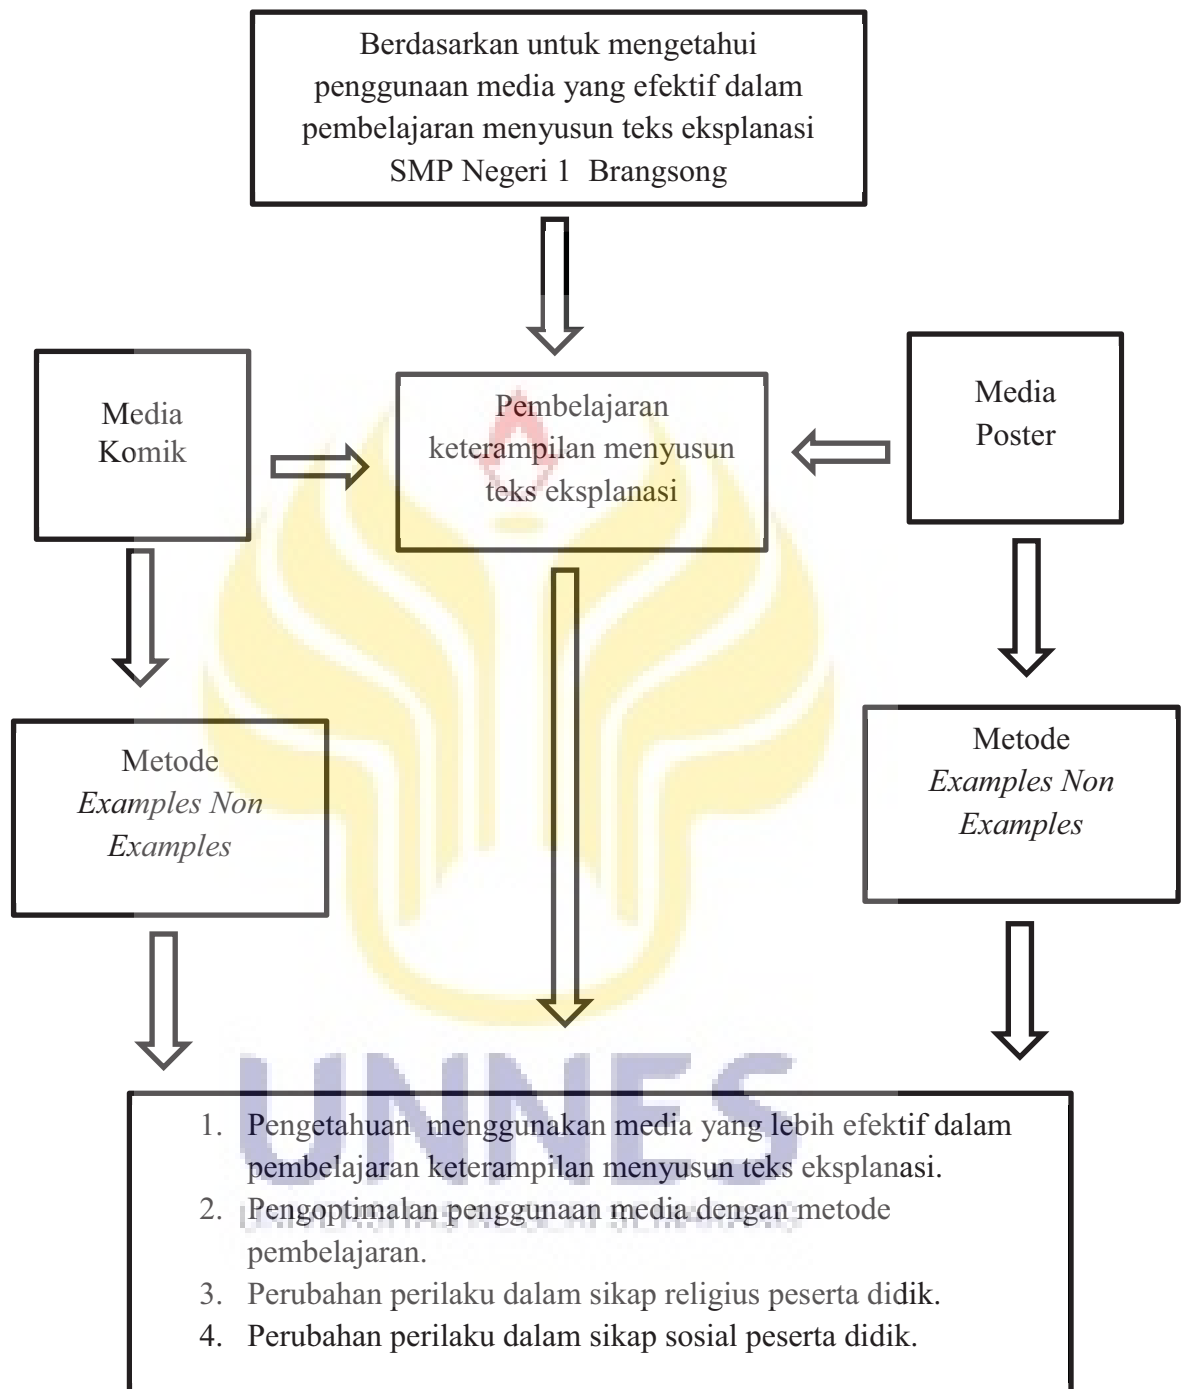 Berdasarkan untuk mengetahui
penggunaan media yang efektif dalam
pembelajaran menyusun teks eksplanasi
SMP Negeri 1 Brangsong
Media
Komik
Pembelajaran
keterampilan menyusun
teks eksplanasi
Media
Poster
Metode
Examples Non
Examples
Metode
Examples Non
Examples
UNNES
1. Pengetahuan menggunakan media yang lebih efektif dalam
pembelajaran keterampilan menyusun teks eksplanasi.
2. Pengoptimalan penggunaan media dengan metode
pembelajaran.
3. Perubahan perilaku dalam sikap religius peserta didik.
4. Perubahan perilaku dalam sikap sosial peserta didik.